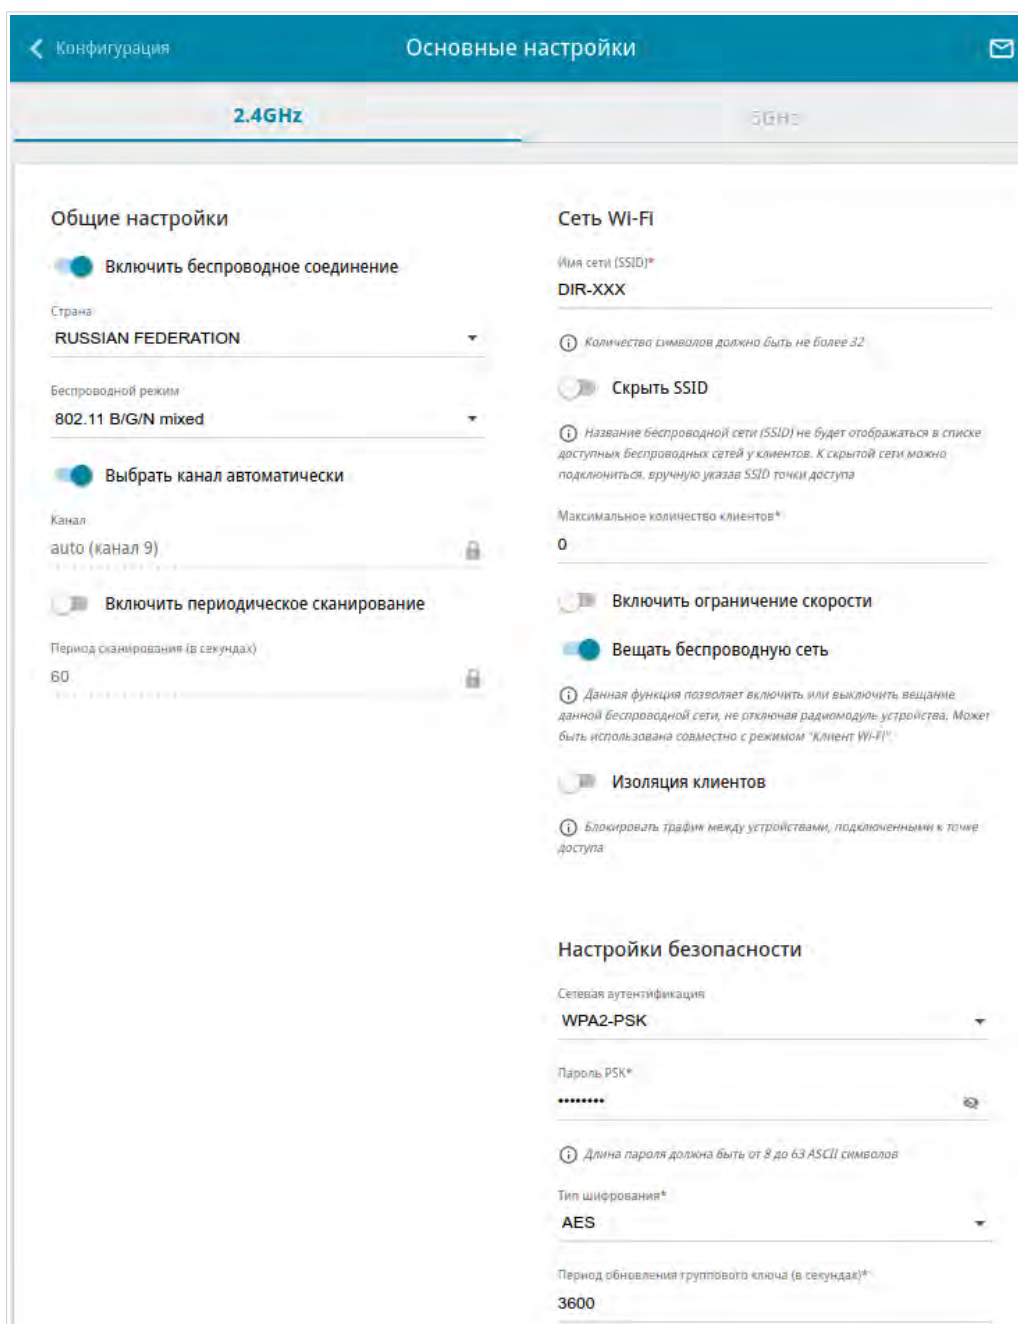 Конфигурация
Основные настройки
2.4GHz
5GHz
Общие настройки
Включить беспроводное соединение
Страна
RUSSIAN FEDERATION
Беспроводной режим
802.11 B/G/N mixed
Выбрать канал автоматически
Канал
auto (канал 9)
Включить периодическое сканирование
Период сканирования (в секундах)
60
Сеть Wi-Fi
Имя сети (SSID)*
DIR-XXX
Количество символов должно быть не более 32
Скрыть SSID
Название беспроводной сети (SSID) не будет отображаться в списке
доступных беспроводных сетей у клиентов. К скрытой сети можно
подключиться, вручную указав SSID точки доступа
Максимальное количество клиентов*
0
Включить ограничение скорости
Вещать беспроводную сеть
Данная функция позволяет включить или выключить вещание
данной беспроводной сети, не отключая радиомодуль устройства. Может
быть использована совместно с режимом "Клиент Wi-Fi".
Изоляция клиентов
Блокировать трафик между устройствами, подключенными к точке
доступа
Настройки безопасности
Сетевая аутентификация
WPA2-PSK
Пароль PSK*
••••••••
Длина пароля должна быть от 8 до 63 ASCII символов
Тип шифрования*
AES
Период обновления группового ключа (в секундах)*
3600